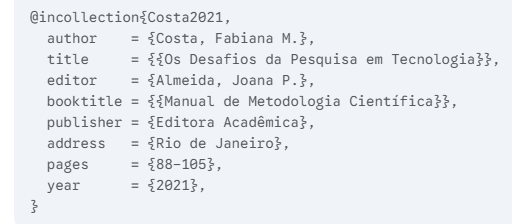 @incollection{Costa2021,
  author    = {Costa, Fabiana M.},
  title     = {{Os Desafios da Pesquisa em Tecnologia}},
  editor    = {Almeida, Joana P.},
  booktitle = {{Manual de Metodologia Científica}},
  publisher = {Editora Acadêmica},
  address   = {Rio de Janeiro},
  pages     = {88–105},
  year      = {2021},
}